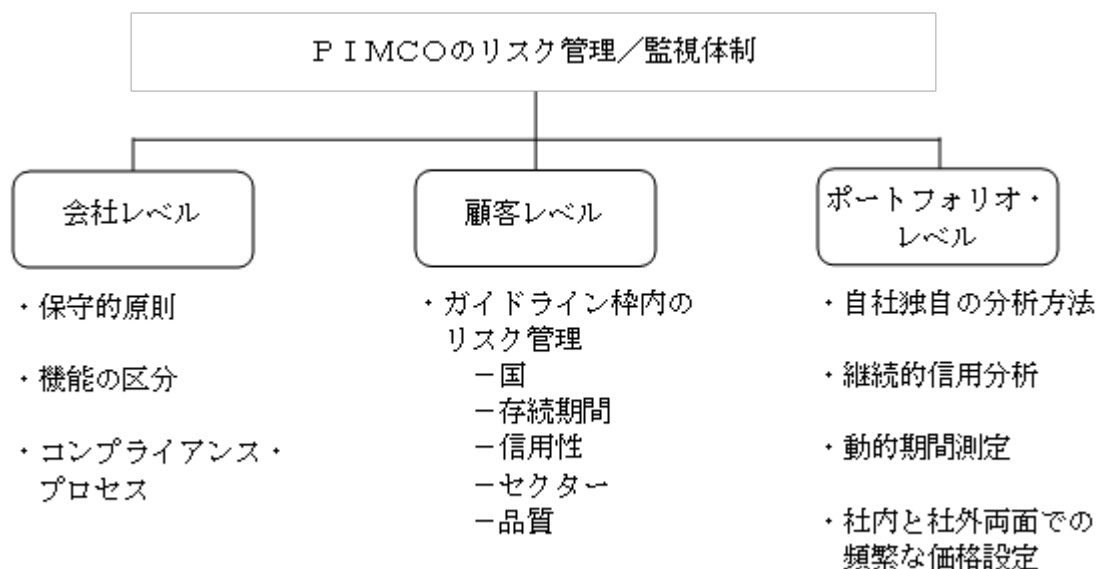 ＰＩＭＣＯのリスク管理／監視体制
会社レベル
・保守的原則
・機能の区分
・コンプライアンス・
プロセス
顧客レベル
・ガイドライン枠内の
リスク管理
－国
－存続期間
－信用性
－セクター
－品質
ポートフォリオ・
レベル
・自社独自の分析方法
・継続的信用分析
・動的期間測定
・社内と社外両面での
頻繁な価格設定